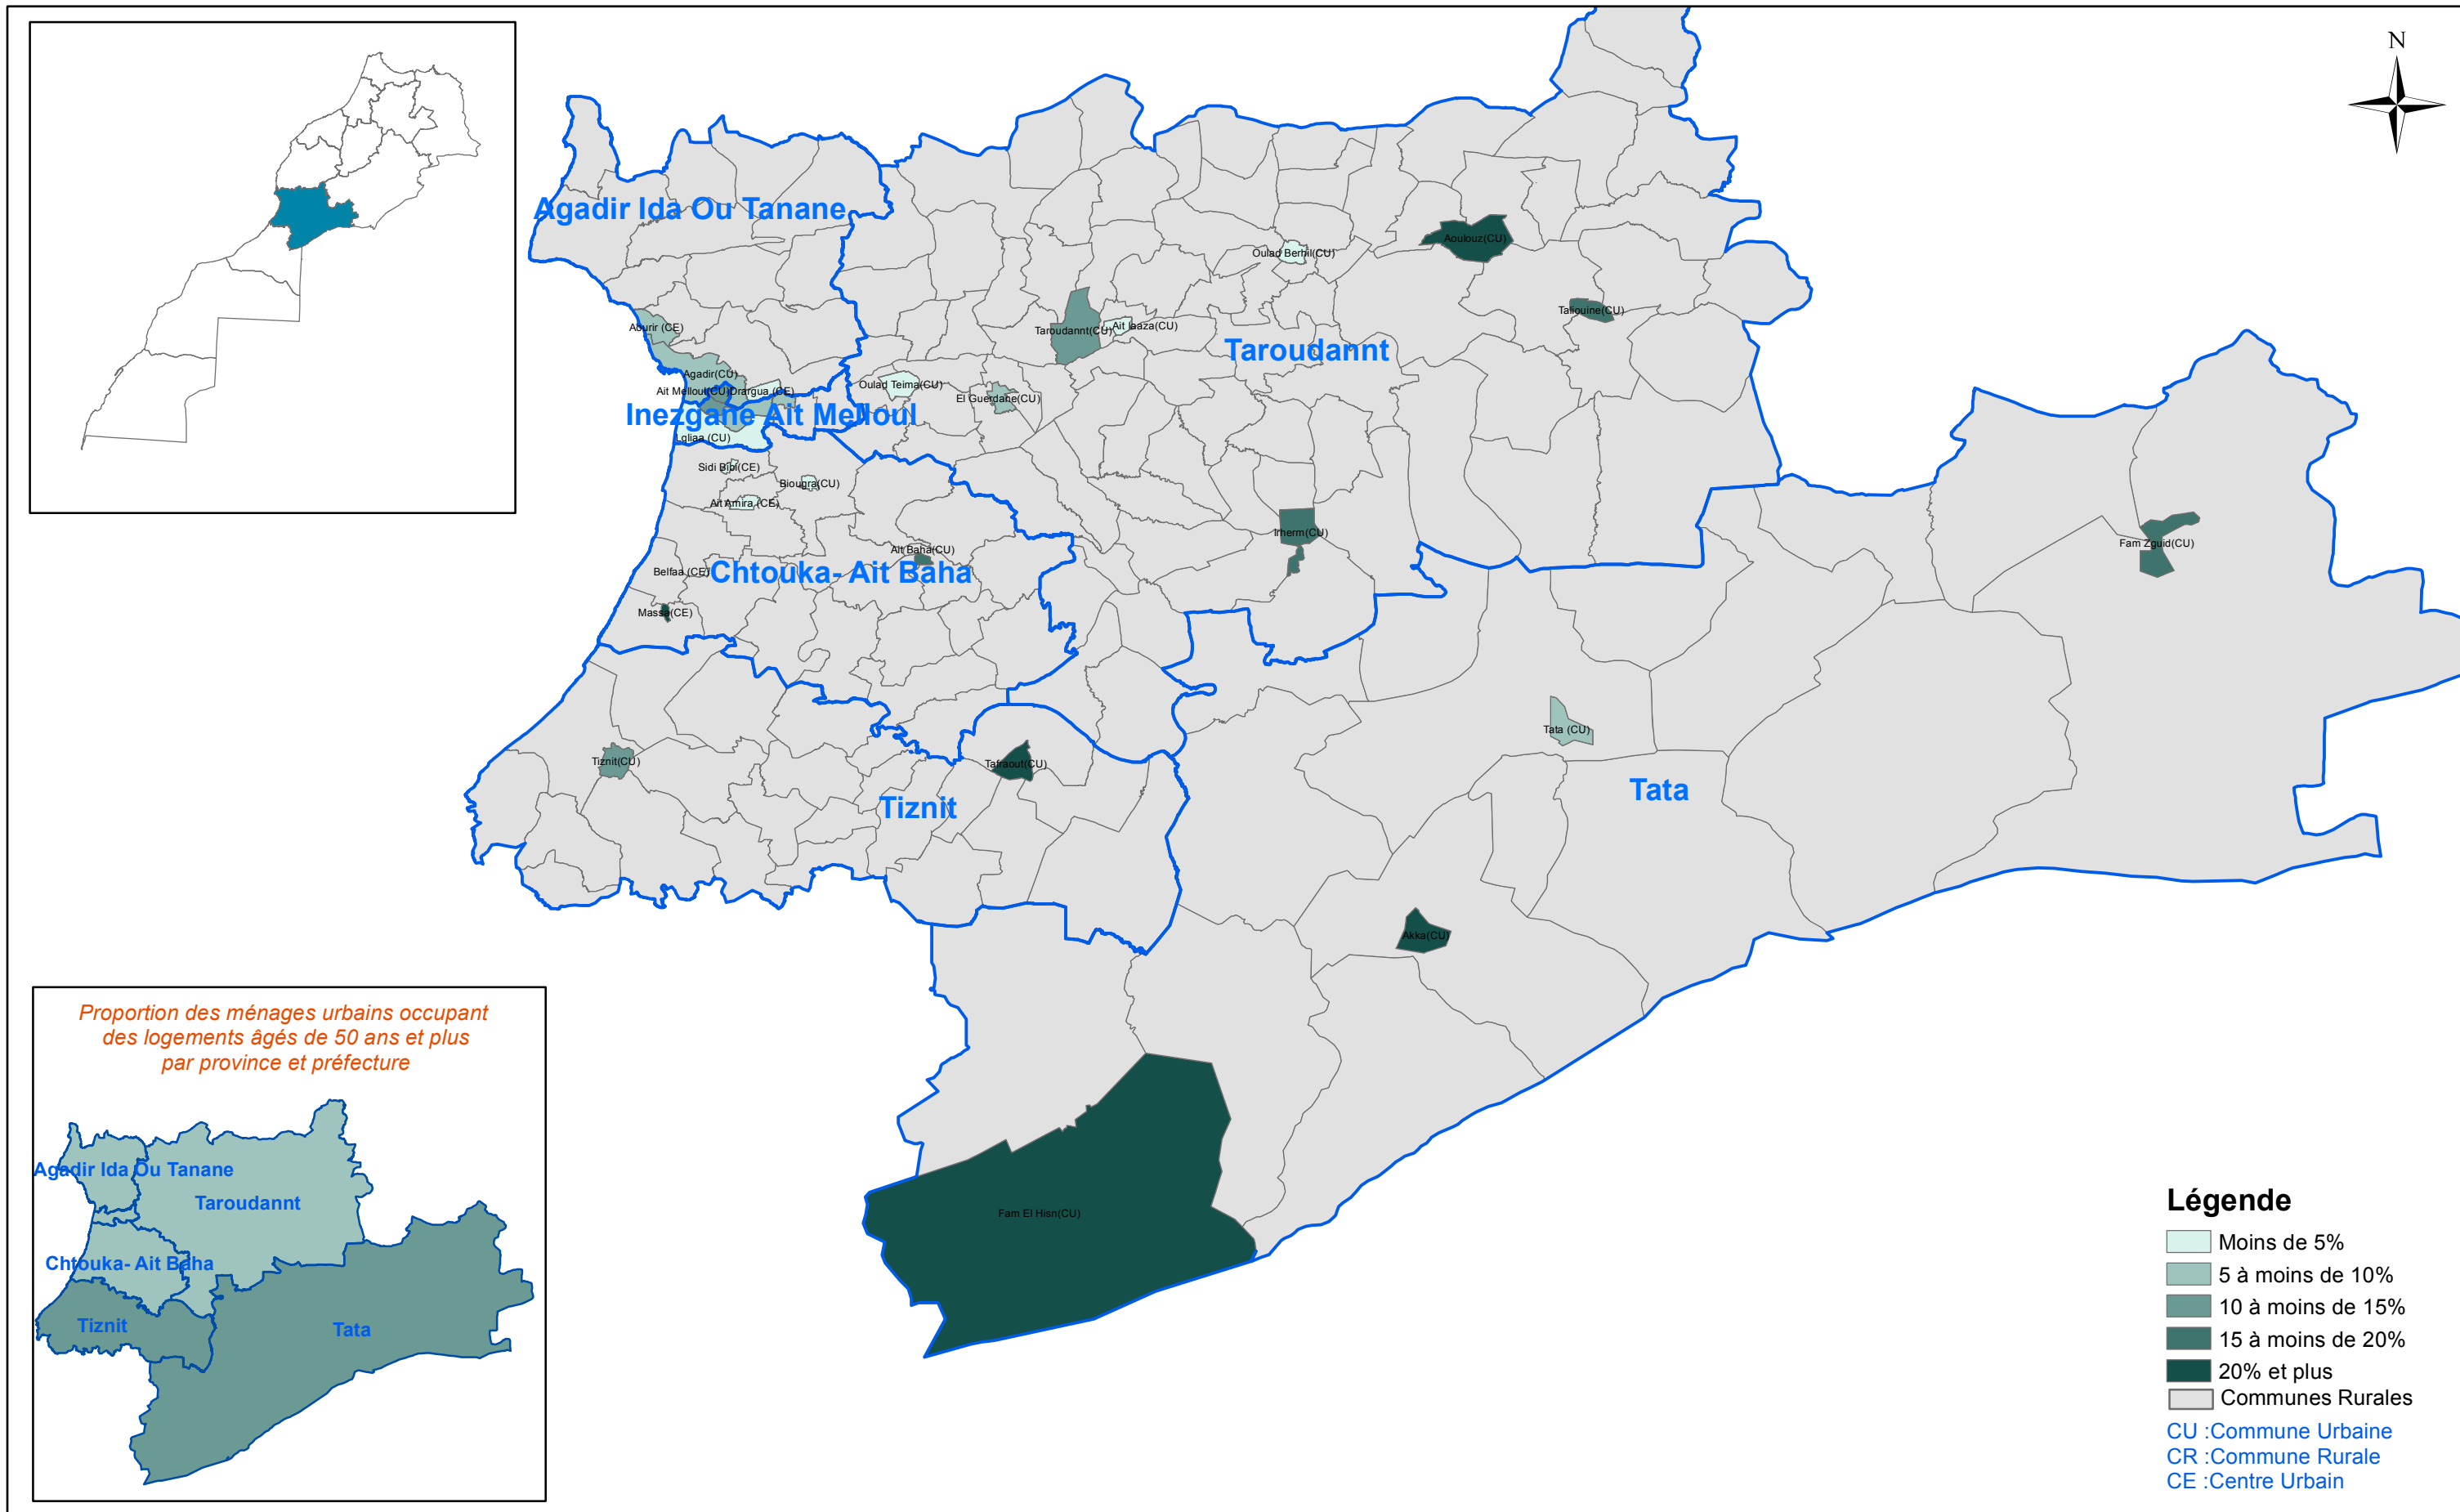 N
Agadir Ida Ou Tanane
Aoulouz(CU)
Oulad Berhil(CU)
Taliouine(CU)
Aourir (CE)
Taroudannt(CU)
Ait Iaaza(CU)
Taroudannt
Agadir(CU)
Ait Melloul(CU)
Drargua (CE)
Oulad Teima(CU)
El Guerdane(CU)
Inezgane Ait Melloul
Lqliaa (CU)
Sidi Bibi(CE)
Biougra(CU)
Ait Amira (CE)
Irherm(CU)
Fam Zguid(CU)
Ait Baha(CU)
Belfaa (CE)
Chtouka- Ait Baha
Massa(CE)
Tata (CU)
Tiznit(CU)
Tafraout(CU)
Tata
Tiznit
Akka(CU)
Fam El Hisn(CU)
Proportion des ménages urbains occupant
des logements âgés de 50 ans et plus
par province et préfecture
Agadir Ida Ou Tanane
Taroudannt
Chtouka- Ait Baha
Tiznit
Tata
Légende
Moins de 5%
5 à moins de 10%
10 à moins de 15%
15 à moins de 20%
20% et plus
Communes Rurales
CU :Commune Urbaine
CR :Commune Rurale
CE :Centre Urbain